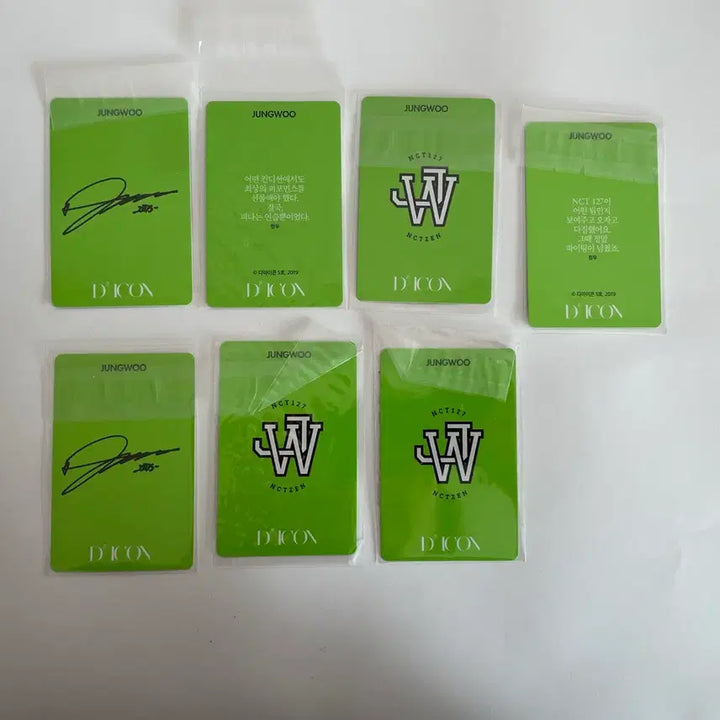 JUNGWOO
D'ICON
JUNGWOO
어떤 컨디션에서도
최상의 퍼포먼스를
선물해야 했다.
결국,
피나는 연습뿐이었다.
정우
© 디아이콘 5호, 2019
D'ICON
JUNGWOO
NCT127
JW
NCTZEN
D'ICON
JUNGWOO
NCT 127이
어떤 팀인지
보여주고 오자고
다짐했어요.
그때 정말
파이팅이 넘쳤죠.
정우
© 디아이콘 5호, 2019
D'ICON
JUNGWOO
D'ICON
JUNGWOO
NCT127
JW
NCTZEN
D'ICON
JUNGWOO
NCT127
JW
NCTZEN
D'ICON